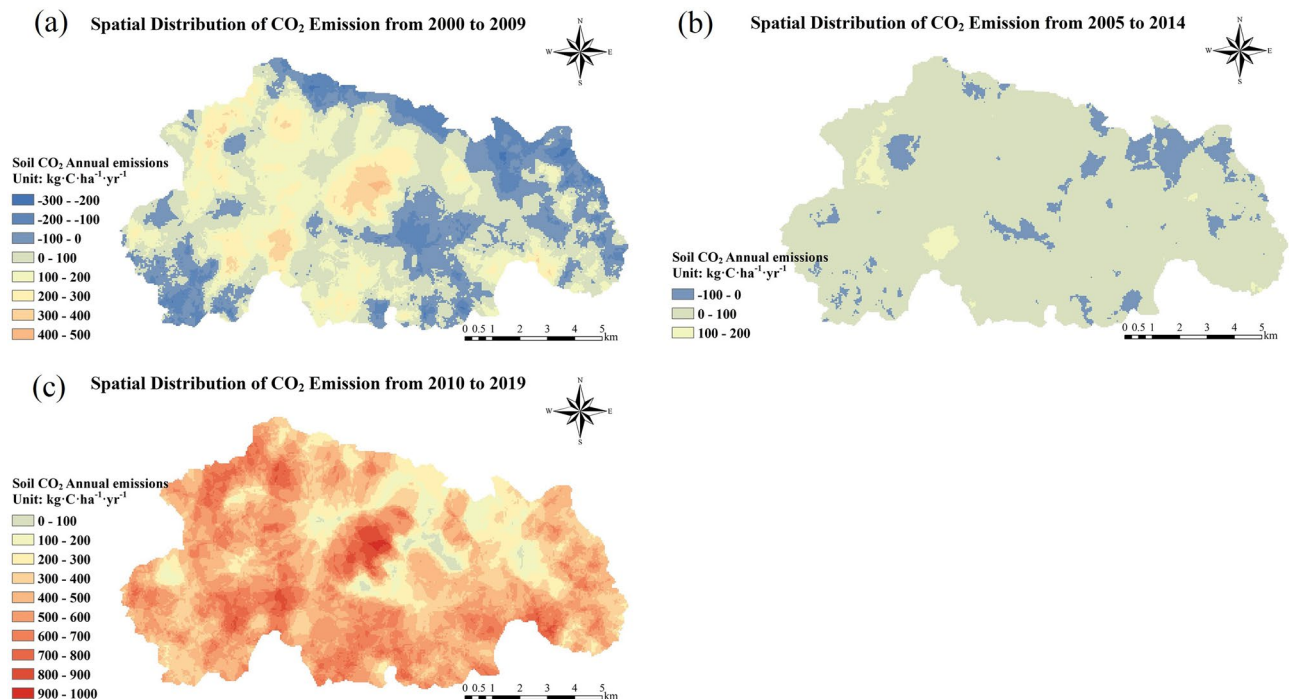 (a) Spatial Distribution of CO₂ Emission from 2000 to 2009
N
W E
S
Soil CO₂ Annual emissions
Unit: kg·C·ha⁻¹·yr⁻¹
-300 - -200
-200 - -100
-100 - 0
0 - 100
100 - 200
200 - 300
300 - 400
400 - 500
0 0.5 1 2 3 4 5
km
(b) Spatial Distribution of CO₂ Emission from 2005 to 2014
N
W E
S
Soil CO₂ Annual emissions
Unit: kg·C·ha⁻¹·yr⁻¹
-100 - 0
0 - 100
100 - 200
0 0.5 1 2 3 4 5
km
(c) Spatial Distribution of CO₂ Emission from 2010 to 2019
N
W E
S
Soil CO₂ Annual emissions
Unit: kg·C·ha⁻¹·yr⁻¹
0 - 100
100 - 200
200 - 300
300 - 400
400 - 500
500 - 600
600 - 700
700 - 800
800 - 900
900 - 1000
0 0.5 1 2 3 4 5
km